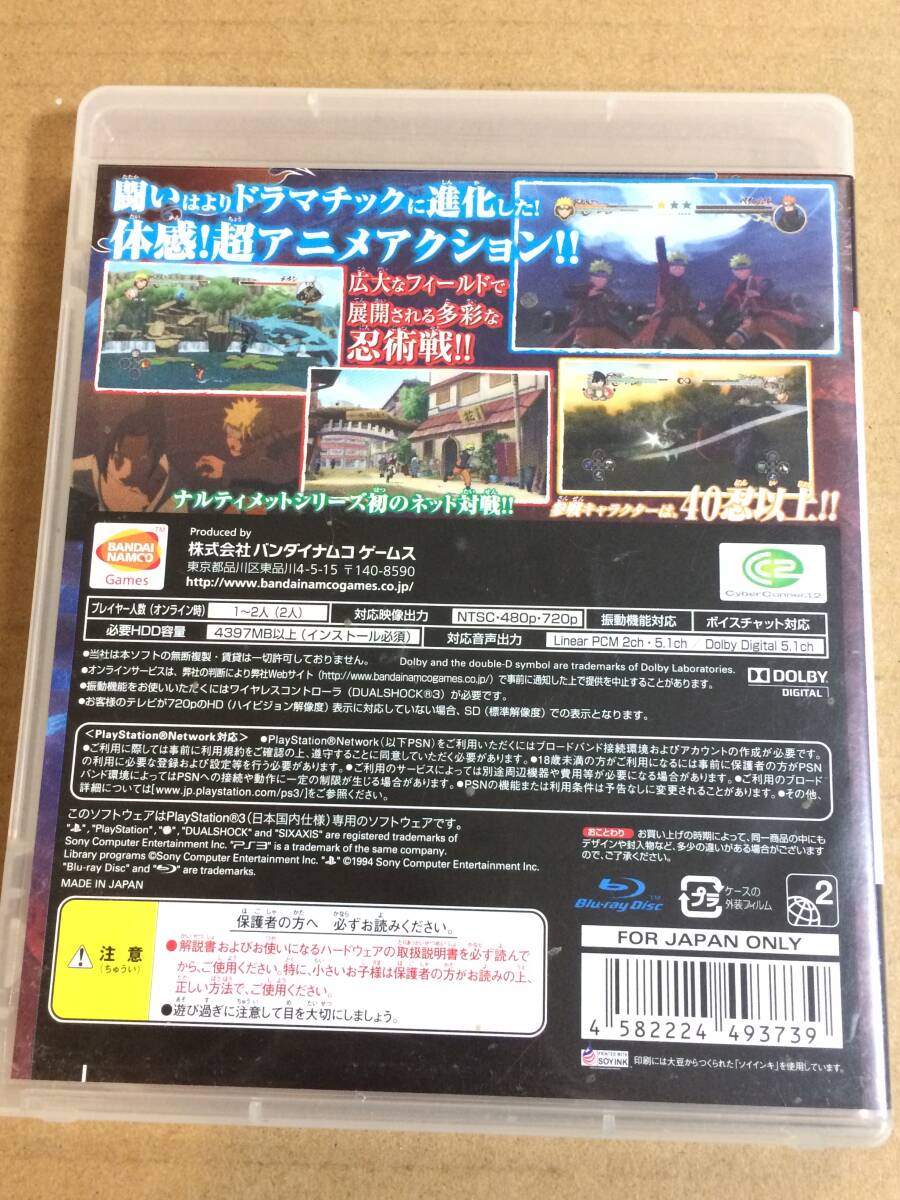 闘いはよりドラマチックに進化した!
体感!超アニメアクション!!
広大なフィールドで
展開される多彩な
忍術戦!!
ナルティメットシリーズ初のネット対戦!!
参戦キャラクターは、40忍以上!!
BANDAI
NAMCO
Games
Produced by
株式会社 バンダイナムコ ゲームス
東京都品川区東品川4-5-15 〒140-8590
http://www.bandainamcogames.co.jp/
C2
CyberConnect2
プレイヤー人数(オンライン時) 1~2人(2人) 対応映像出力 NTSC・480p・720p 振動機能対応 ボイスチャット対応
必要HDD容量 4397MB以上(インストール必須) 対応音声出力 Linear PCM 2ch・5.1ch/Dolby Digital 5.1ch
●当社は本ソフトの無断複製・賃貸は一切許可しておりません。 Dolby and the double-D symbol are trademarks of Dolby Laboratories.
●オンラインサービスは、弊社の判断により弊社Webサイト(http://www.bandainamcogames.co.jp/)で事前に通知した上で提供を中止することがあります。
●振動機能をお使いいただくにはワイヤレスコントローラ(DUALSHOCK®3)が必要です。
●お客様のテレビが720pのHD(ハイビジョン解像度)表示に対応していない場合、SD(標準解像度)での表示となります。
DOLBY
DIGITAL
<PlayStation®Network対応> ●PlayStation®Network(以下PSN)をご利用いただくにはブロードバンド接続環境およびアカウントの作成が必要です。
●ご利用に際しては事前に利用規約をご確認の上、遵守することに同意していただく必要があります。●18歳未満の方がご利用になるには事前に保護者の方がPSN
の利用に必要な登録および設定等を行う必要があります。●ご利用のサービスによっては別途周辺機器や費用等が必要になる場合があります。●ご利用のブロード
バンド環境によってはPSNへの接続や動作に一定の制限が生じる場合があります。●PSNの機能または利用条件は予告なしに変更されることがあります。●その他、
詳細については[www.jp.playstation.com/ps3/]をご参照ください。
このソフトウェアはPlayStation®3(日本国内仕様)専用のソフトウェアです。
" ", "PlayStation", " ", "DUALSHOCK" and "SIXAXIS" are registered trademarks of
Sony Computer Entertainment Inc. "PS3" is a trademark of the same company.
Library programs ©Sony Computer Entertainment Inc. " " ©1994 Sony Computer Entertainment Inc.
"Blu-ray Disc" and " " are trademarks.
MADE IN JAPAN
おことわり お買い上げの時期によって、同一商品の中にも
デザインや封入物など、多少の違いがある場合がございます
ので、ご了承ください。
Blu-ray Disc
プラ
ケースの
外装フィルム
2
注意
(ちゅうい)
保護者の方へ 必ずお読みください。
●解説書およびお使いになるハードウェアの取扱説明書を必ず読んで
から、ご使用ください。特に、小さいお子様は保護者の方がお読みの上、
正しい方法で、ご使用ください。
●遊び過ぎに注意して目を大切にしましょう。
FOR JAPAN ONLY
4 582224 493739
PRINTED WITH
SOY INK
印刷には大豆からつくられた「ソイインキ」を使用しています。